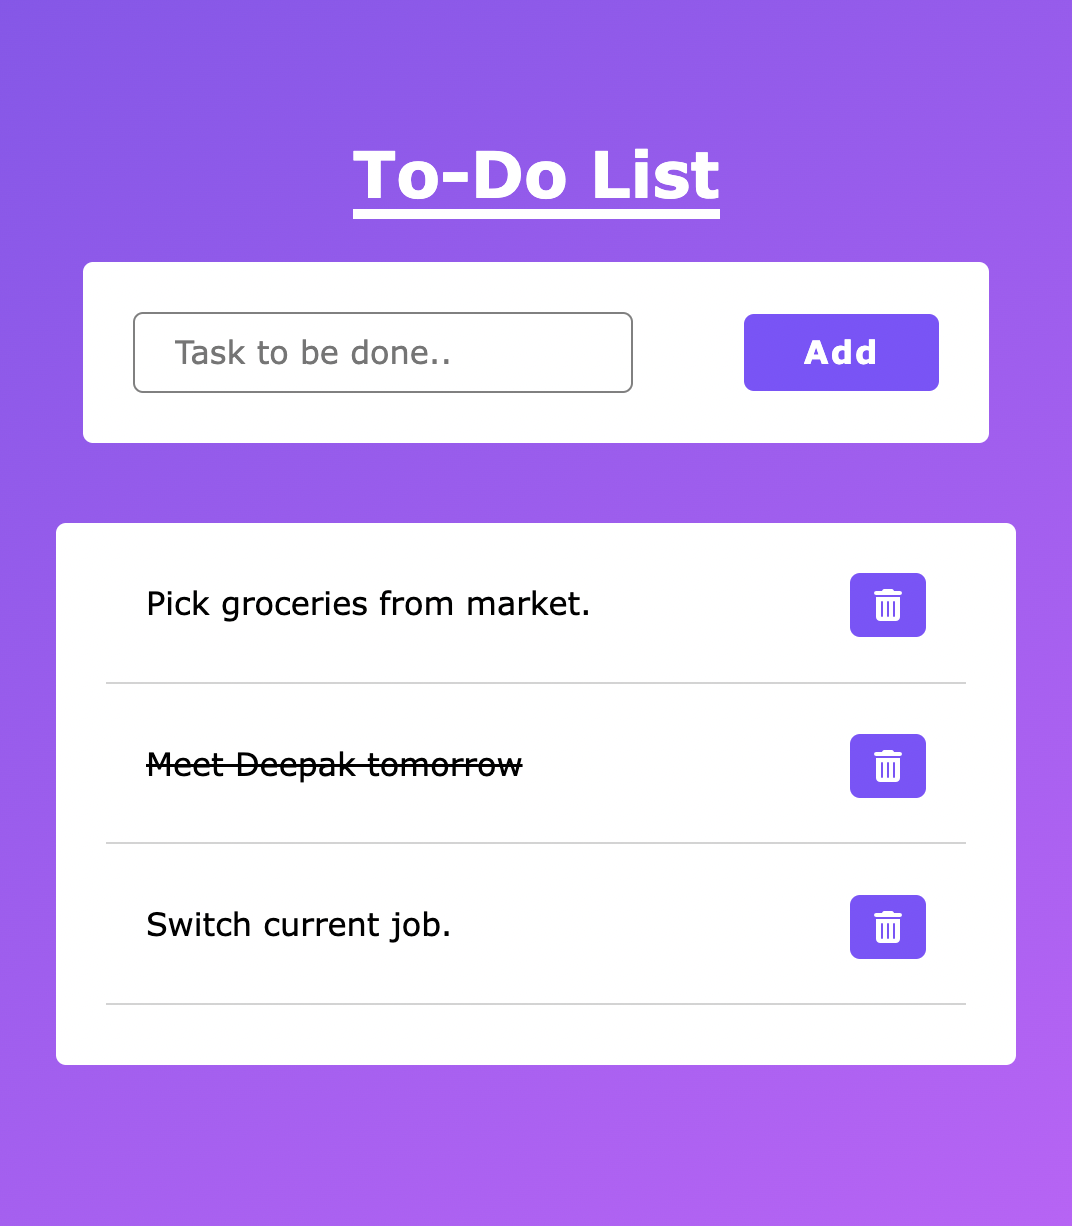 To-Do List
Task to be done..
Add
Pick groceries from market.
Meet Deepak tomorrow
Switch current job.